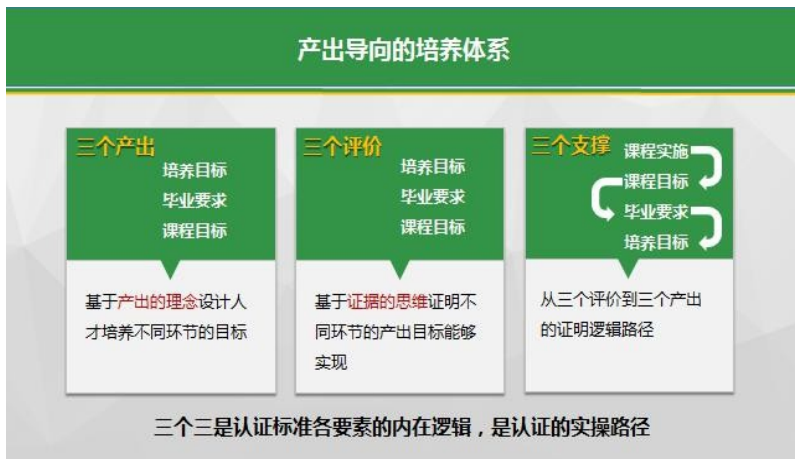 产出导向的培养体系
三个产出
培养目标
毕业要求
课程目标
基于产出的理念设计人
才培养不同环节的目标
三个评价
培养目标
毕业要求
课程目标
基于证据的思维证明不
同环节的产出目标能够
实现
三个支撑
课程实施
课程目标
毕业要求
培养目标
从三个评价到三个产出
的证明逻辑路径
三个三是认证标准各要素的内在逻辑，是认证的实操路径